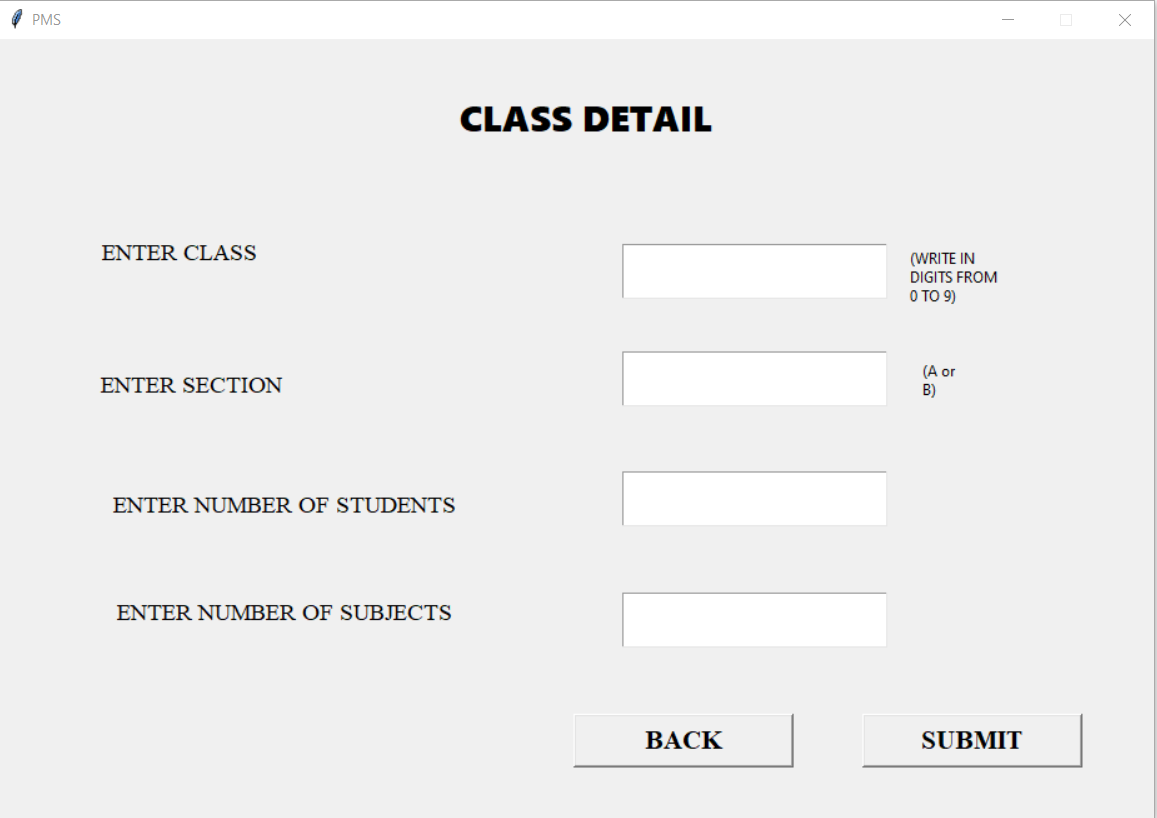 PMS
CLASS DETAIL
ENTER CLASS
(WRITE IN
DIGITS FROM
0 TO 9)
ENTER SECTION
(A or
B)
ENTER NUMBER OF STUDENTS
ENTER NUMBER OF SUBJECTS
BACK
SUBMIT